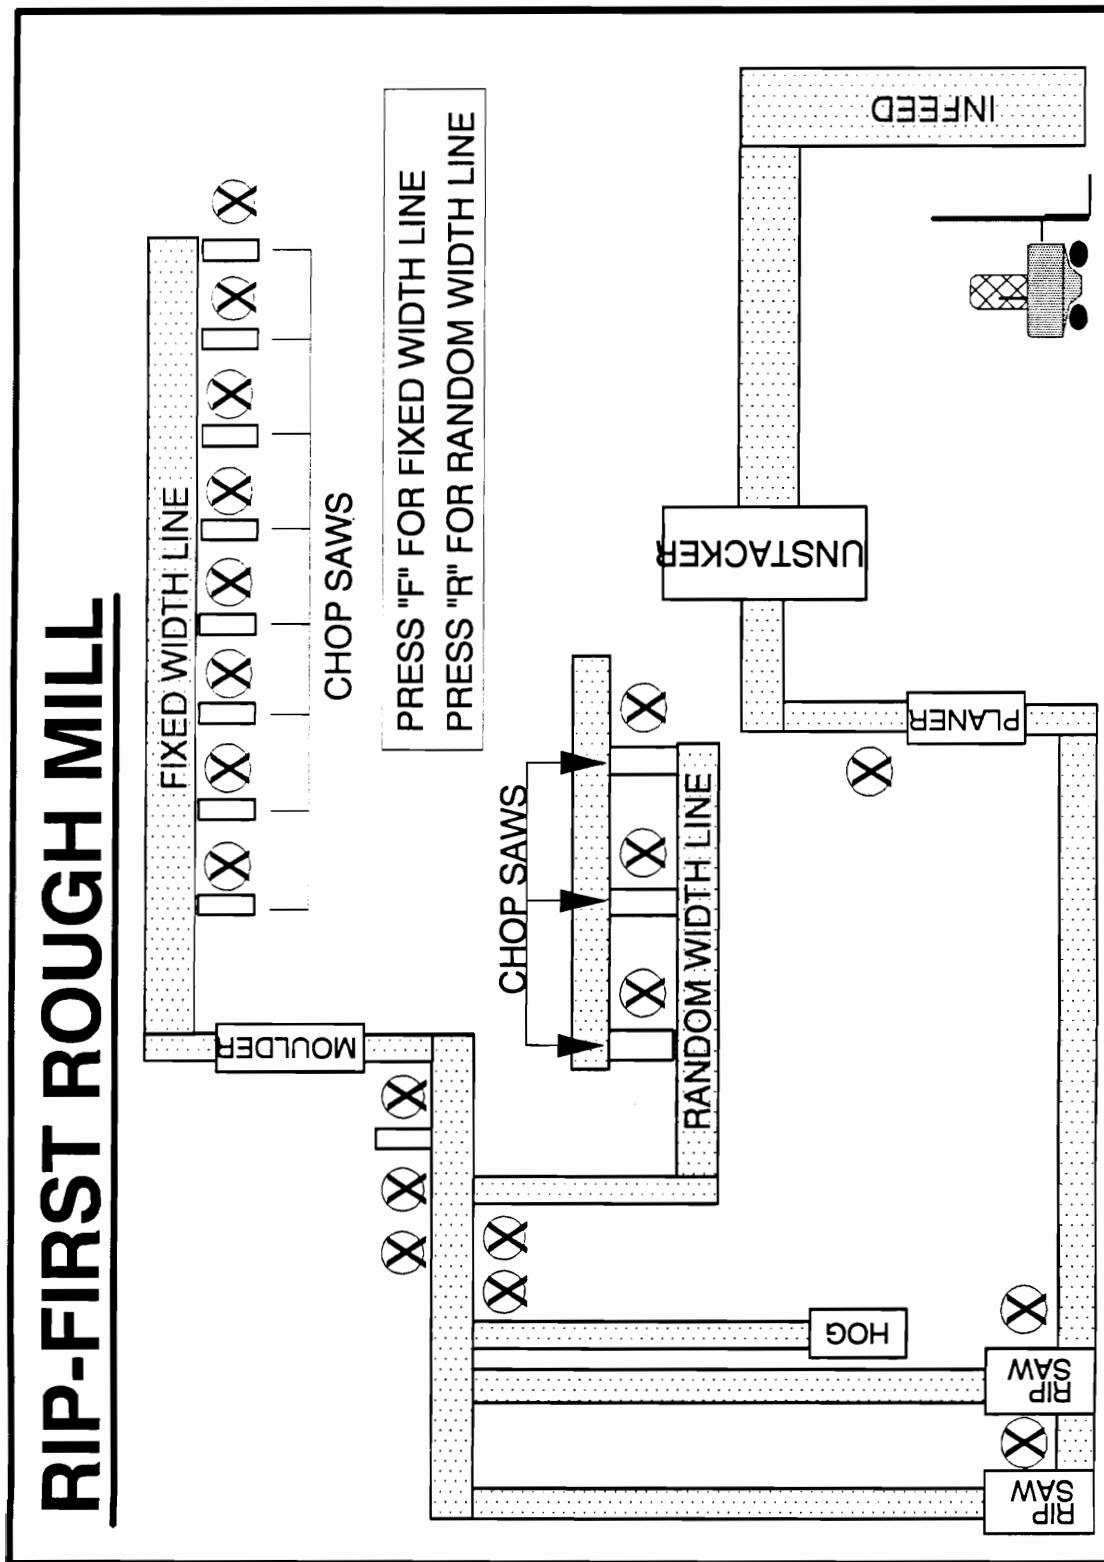 RIP-FIRST ROUGH MILL
FIXED WIDTH LINE
CHOP SAWS
PRESS "F" FOR FIXED WIDTH LINE
PRESS "R" FOR RANDOM WIDTH LINE
MOULDER
CHOP SAWS
RANDOM WIDTH LINE
UNSTACKER
INFEED
PLANER
HOG
RIP
SAW
RIP
SAW